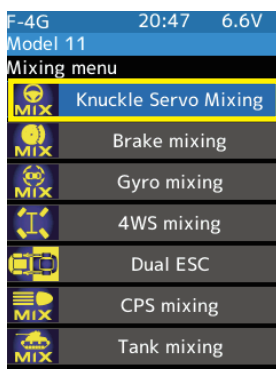 F-4G 20:47 6.6V
Model 11
Mixing menu
MIX Knuckle Servo Mixing
MIX Brake mixing
MIX Gyro mixing
4WS mixing
Dual ESC
MIX CPS mixing
MIX Tank mixing